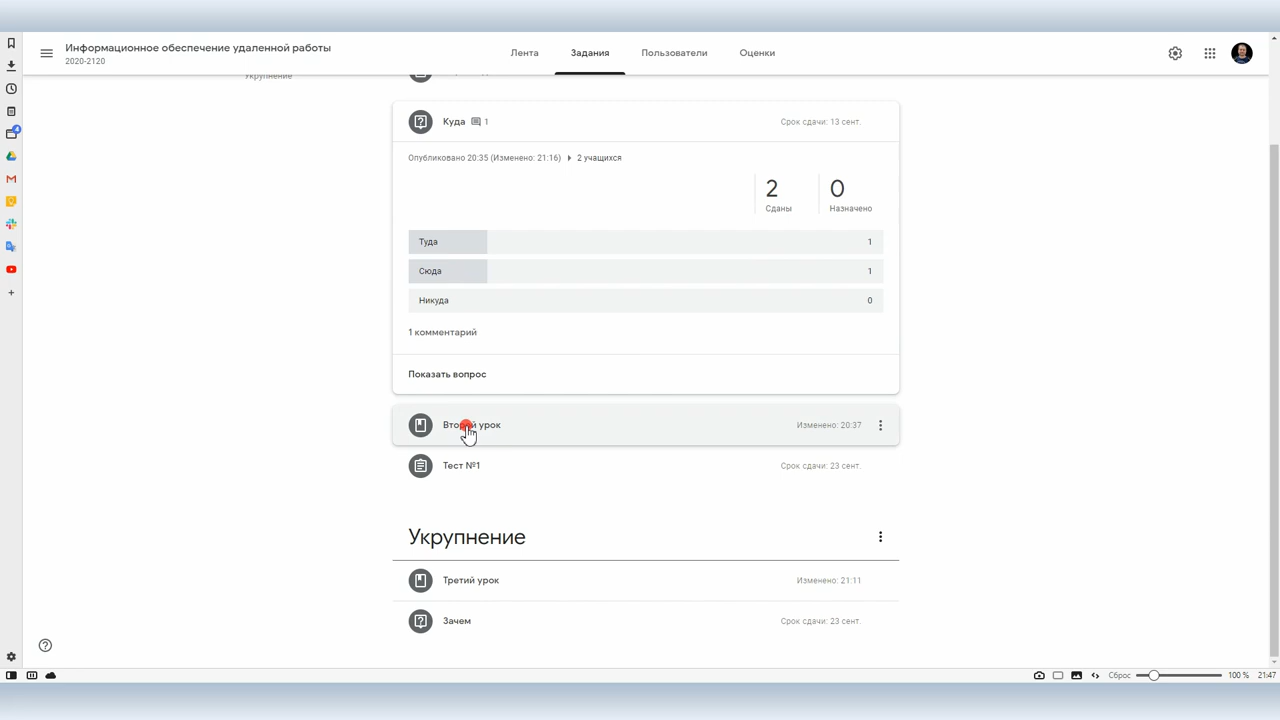 Информационное обеспечение удаленной работы
2020-2120
Лента
Задания
Пользователи
Оценки
Укрупнение
Куда 1
Срок сдачи: 13 сент.
Опубликовано 20:35 (Изменено: 21:16) 2 учащихся
2
Сданы
0
Назначено
Туда 1
Сюда 1
Никуда 0
1 комментарий
Показать вопрос
Второй урок
Изменено: 20:37
Тест №1
Срок сдачи: 23 сент.
Укрупнение
Третий урок
Изменено: 21:11
Зачем
Срок сдачи: 23 сент.
Сброс
100 %
21:47
4